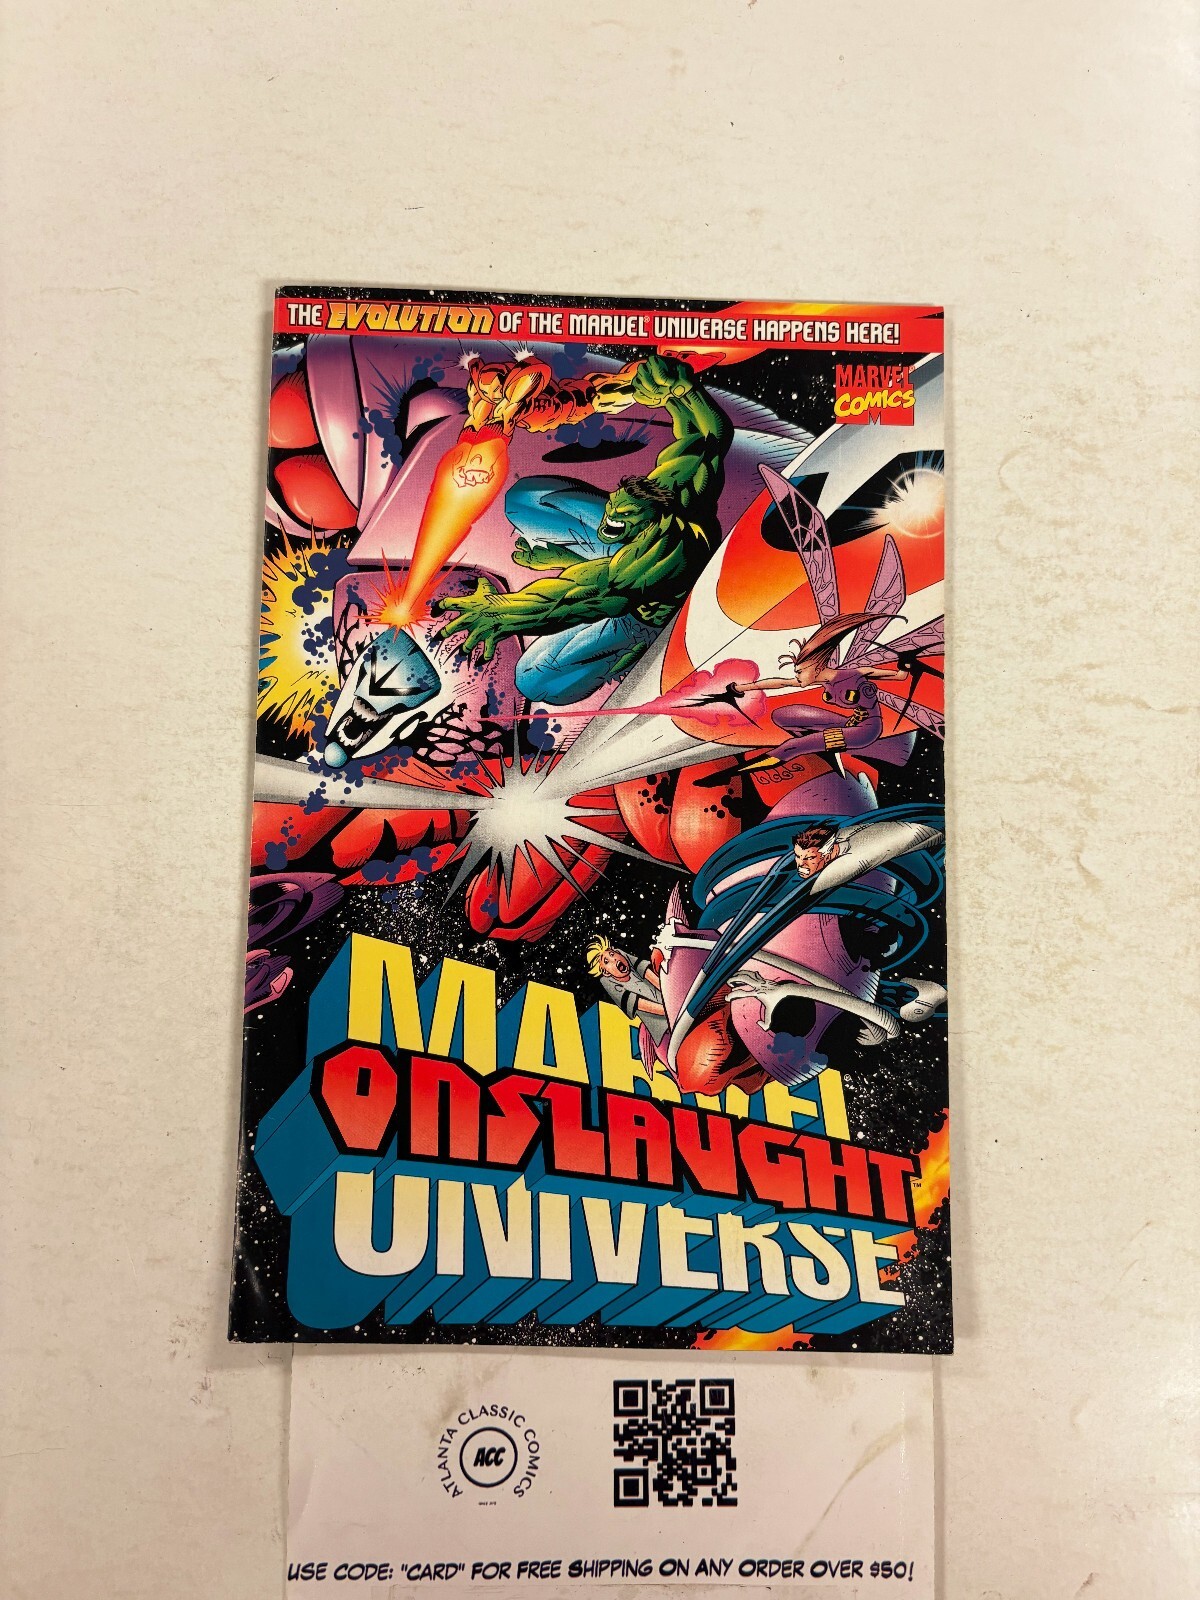 THE EVOLUTION OF THE MARVEL® UNIVERSE HAPPENS HERE!
MARVEL®
COMICS
M
MARVEL®
ONSLAUGHT™
UNIVERSE
ATLANTA CLASSIC COMICS
ACC
USE CODE: "CARD" FOR FREE SHIPPING ON ANY ORDER OVER $50!